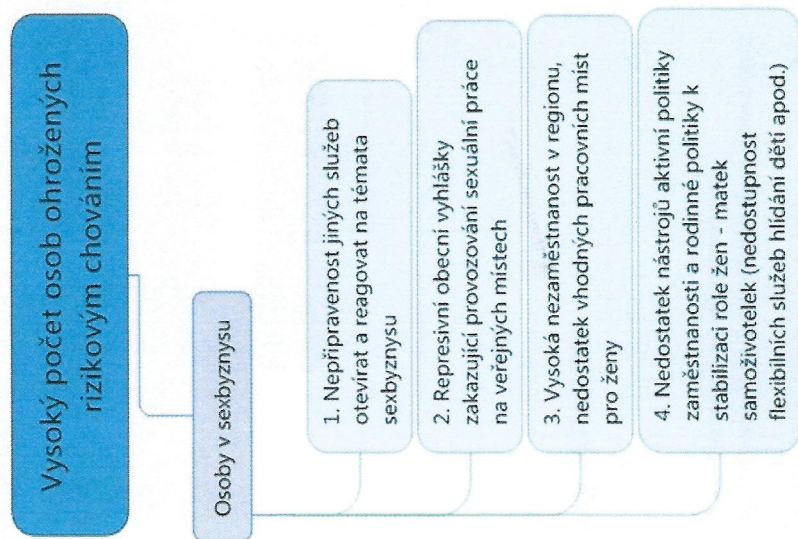 Vysoký počet osob ohrožených
rizikovým chováním
Osoby v sexbyznysu
1. Nepřipravenost jiných služeb
otevírat a reagovat na témata
sexbyznysu
2. Represivní obecní vyhlášky
zakazující provozování sexuální práce
na veřejných místech
3. Vysoká nezaměstnanost v regionu,
nedostatek vhodných pracovních míst
pro ženy
4. Nedostatek nástrojů aktivní politiky
zaměstnanosti a rodinné politiky k
stabilizaci role žen - matek
samoživitelek (nedostupnost
flexibilních služeb hlídání dětí apod.)